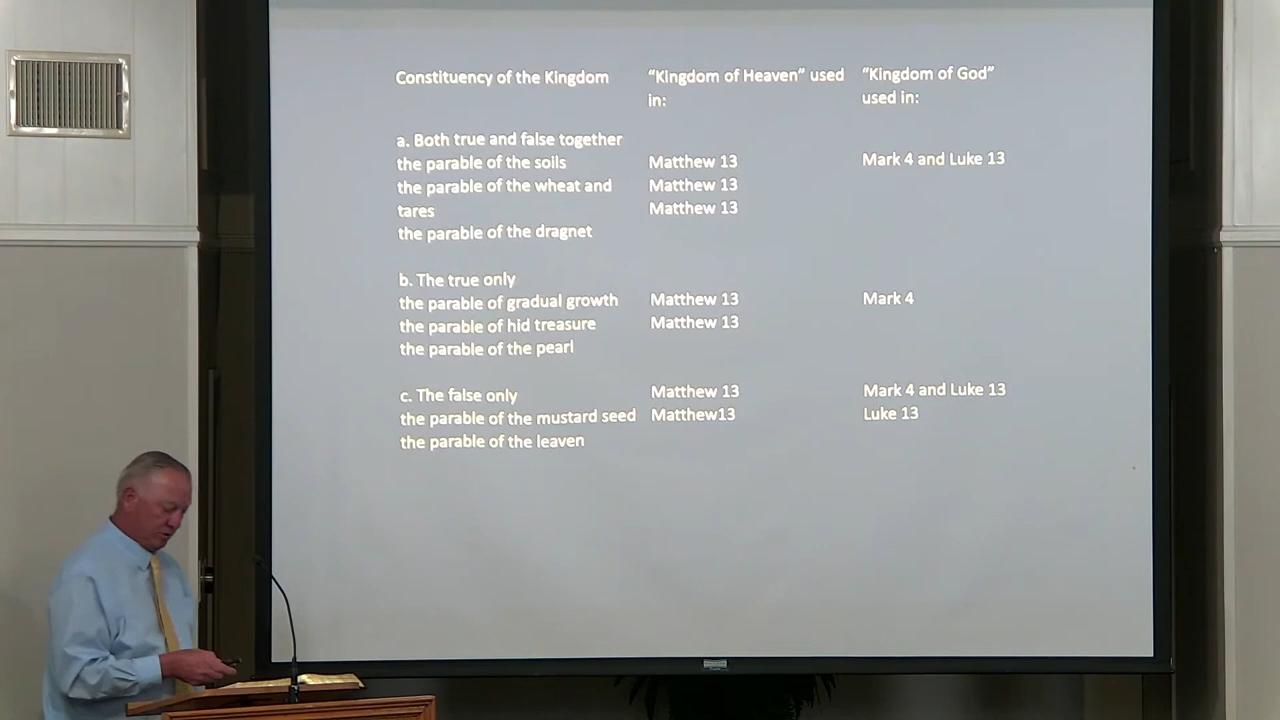 Constituency of the Kingdom
"Kingdom of Heaven" used
in:
"Kingdom of God"
used in:
a. Both true and false together
the parable of the soils
Matthew 13
Mark 4 and Luke 13
the parable of the wheat and
Matthew 13
tares
Matthew 13
the parable of the dragnet
b. The true only
the parable of gradual growth
Matthew 13
Mark 4
the parable of hid treasure
Matthew 13
the parable of the pearl
c. The false only
Matthew 13
Mark 4 and Luke 13
the parable of the mustard seed
Matthew13
Luke 13
the parable of the leaven